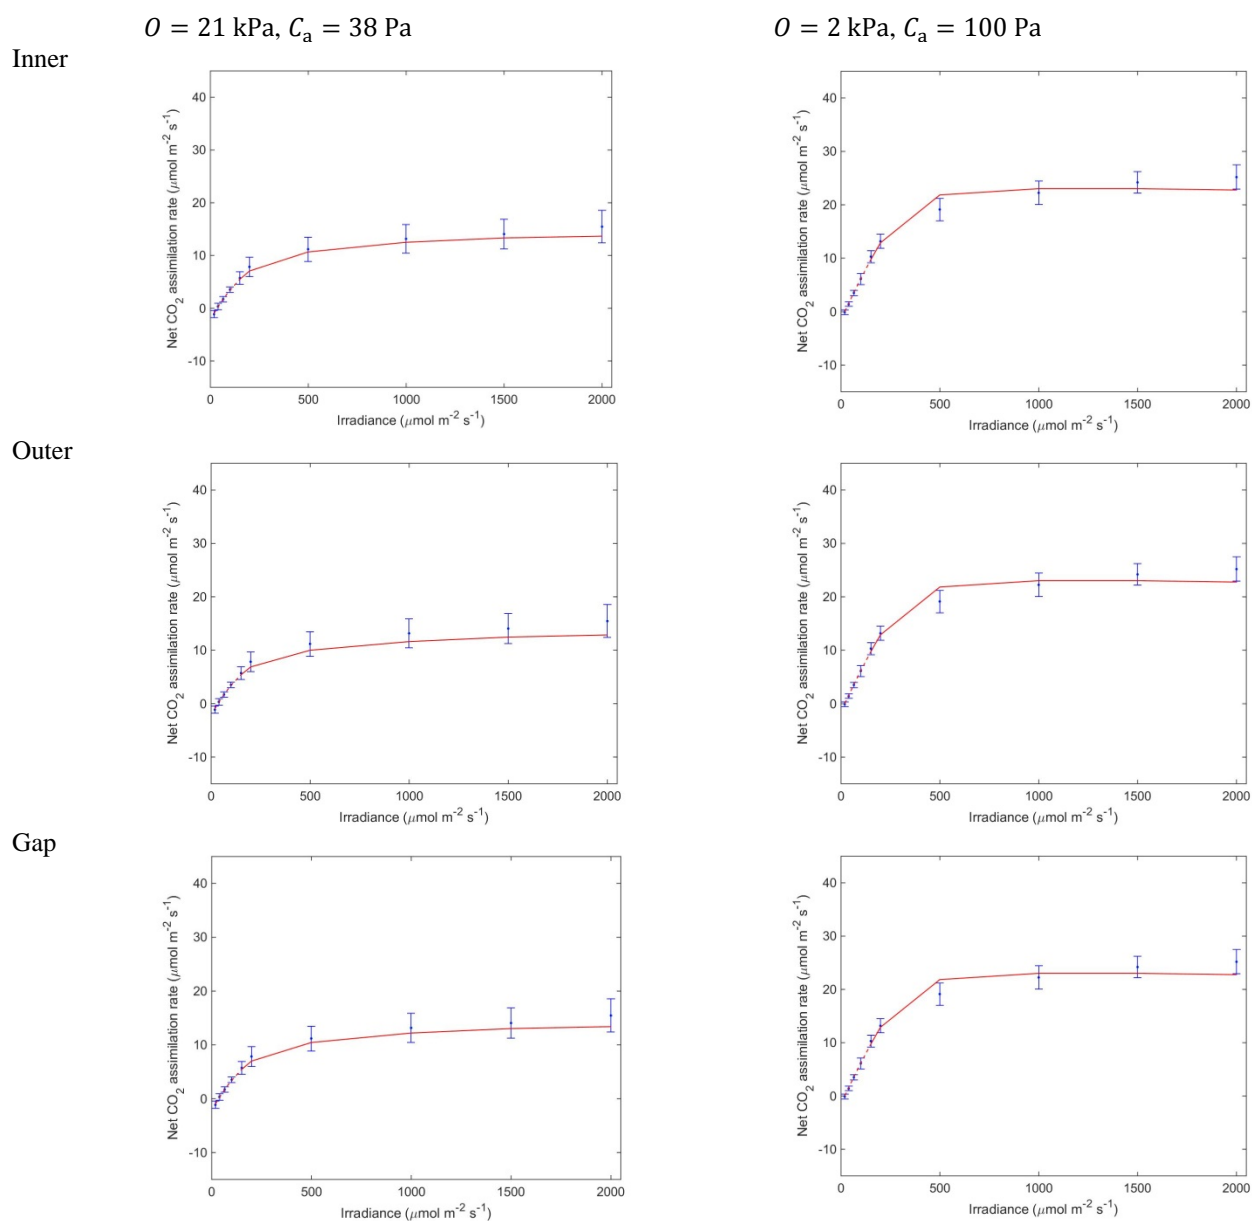 O = 21 kPa, Cₐ = 38 Pa
O = 2 kPa, Cₐ = 100 Pa
Inner
Net CO₂ assimilation rate (μmol m⁻² s⁻¹)
40
30
20
10
0
-10
0 500 1000 1500 2000
Irradiance (μmol m⁻² s⁻¹)
Net CO₂ assimilation rate (μmol m⁻² s⁻¹)
40
30
20
10
0
-10
0 500 1000 1500 2000
Irradiance (μmol m⁻² s⁻¹)
Outer
Net CO₂ assimilation rate (μmol m⁻² s⁻¹)
40
30
20
10
0
-10
0 500 1000 1500 2000
Irradiance (μmol m⁻² s⁻¹)
Net CO₂ assimilation rate (μmol m⁻² s⁻¹)
40
30
20
10
0
-10
0 500 1000 1500 2000
Irradiance (μmol m⁻² s⁻¹)
Gap
Net CO₂ assimilation rate (μmol m⁻² s⁻¹)
40
30
20
10
0
-10
0 500 1000 1500 2000
Irradiance (μmol m⁻² s⁻¹)
Net CO₂ assimilation rate (μmol m⁻² s⁻¹)
40
30
20
10
0
-10
0 500 1000 1500 2000
Irradiance (μmol m⁻² s⁻¹)